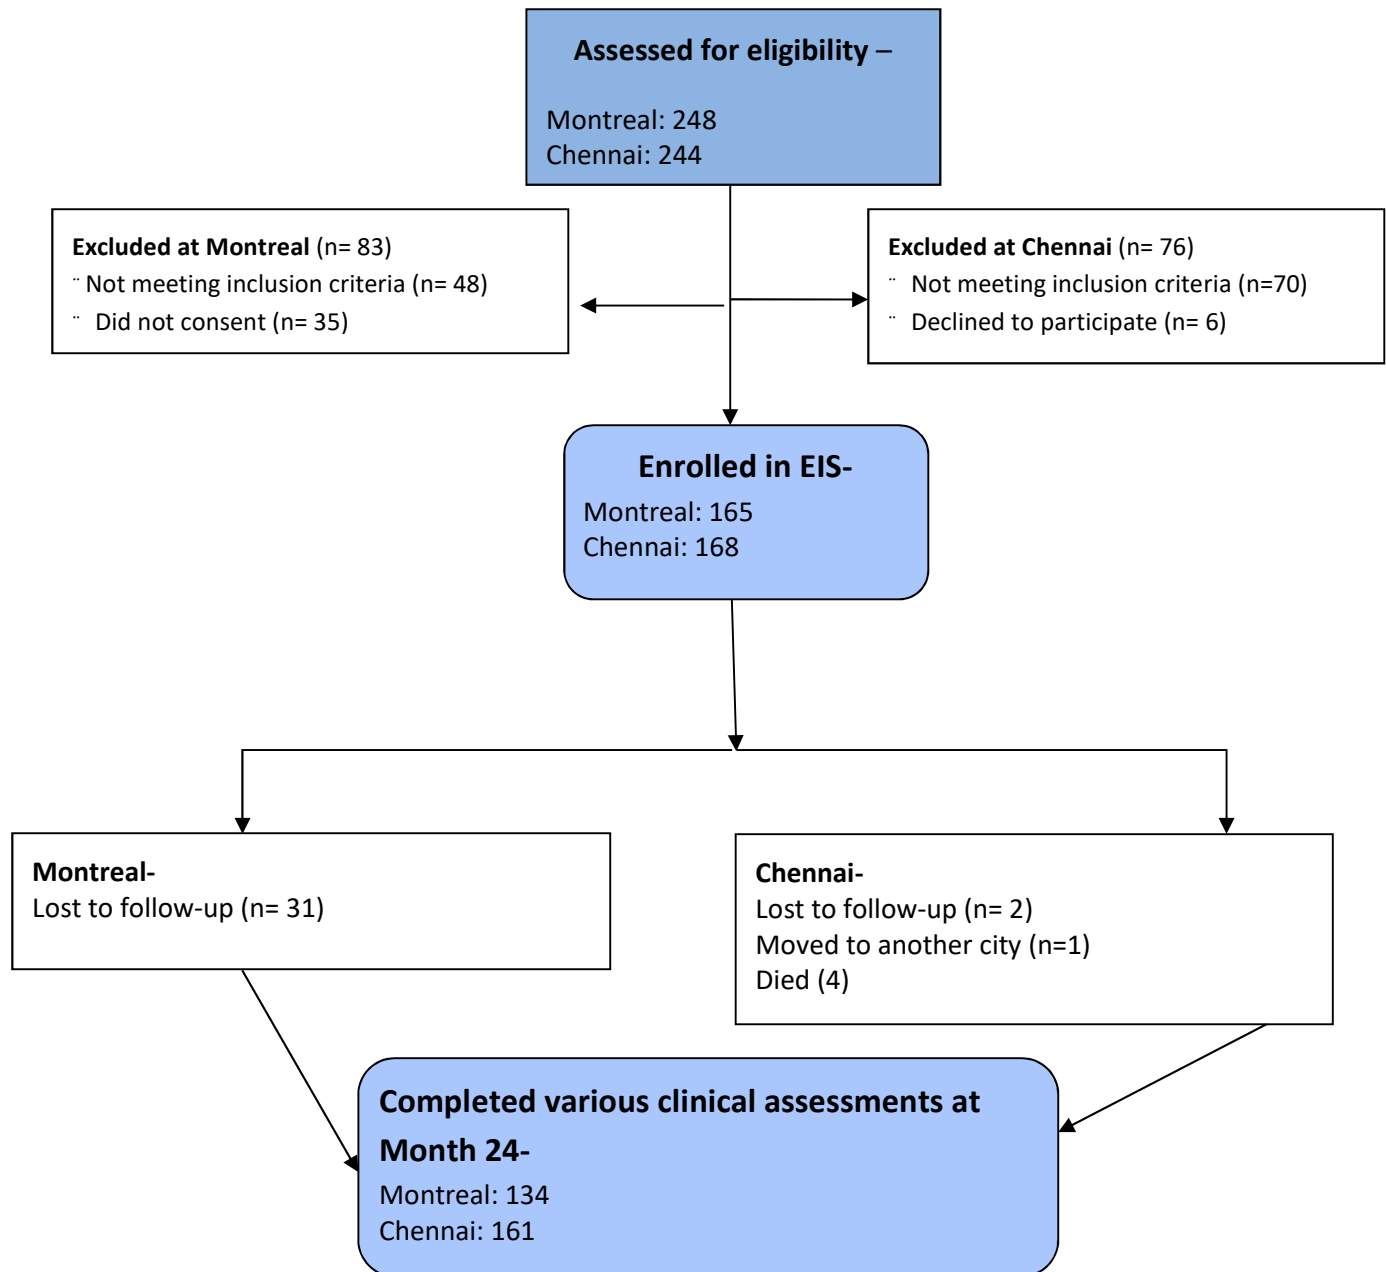 Assessed for eligibility –
Montreal: 248
Chennai: 244
Excluded at Montreal (n= 83)
¨ Not meeting inclusion criteria (n= 48)
¨ Did not consent (n= 35)
Excluded at Chennai (n= 76)
¨ Not meeting inclusion criteria (n=70)
¨ Declined to participate (n= 6)
Enrolled in EIS-
Montreal: 165
Chennai: 168
Montreal-
Lost to follow-up (n= 31)
Chennai-
Lost to follow-up (n= 2)
Moved to another city (n=1)
Died (4)
Completed various clinical assessments at
Month 24-
Montreal: 134
Chennai: 161